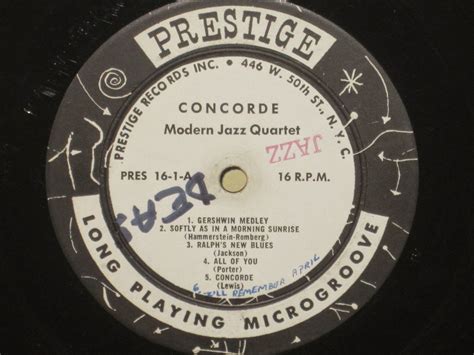 PRESTIGE
PRESTIGE RECORDS INC. • 446 W. 50th ST., N.Y.C.
CONCORDE
Modern Jazz Quartet
JAZZ
PRES 16-1-A
16 R.P.M.
1. GERSHWIN MEDLEY
2. SOFTLY AS IN A MORNING SUNRISE
(Hammerstein-Romberg)
3. RALPH'S NEW BLUES
(Jackson)
4. ALL OF YOU
(Porter)
5. CONCORDE
(Lewis)
6 I'LL REMEMBER APRIL
LONG PLAYING MICROGROOVE